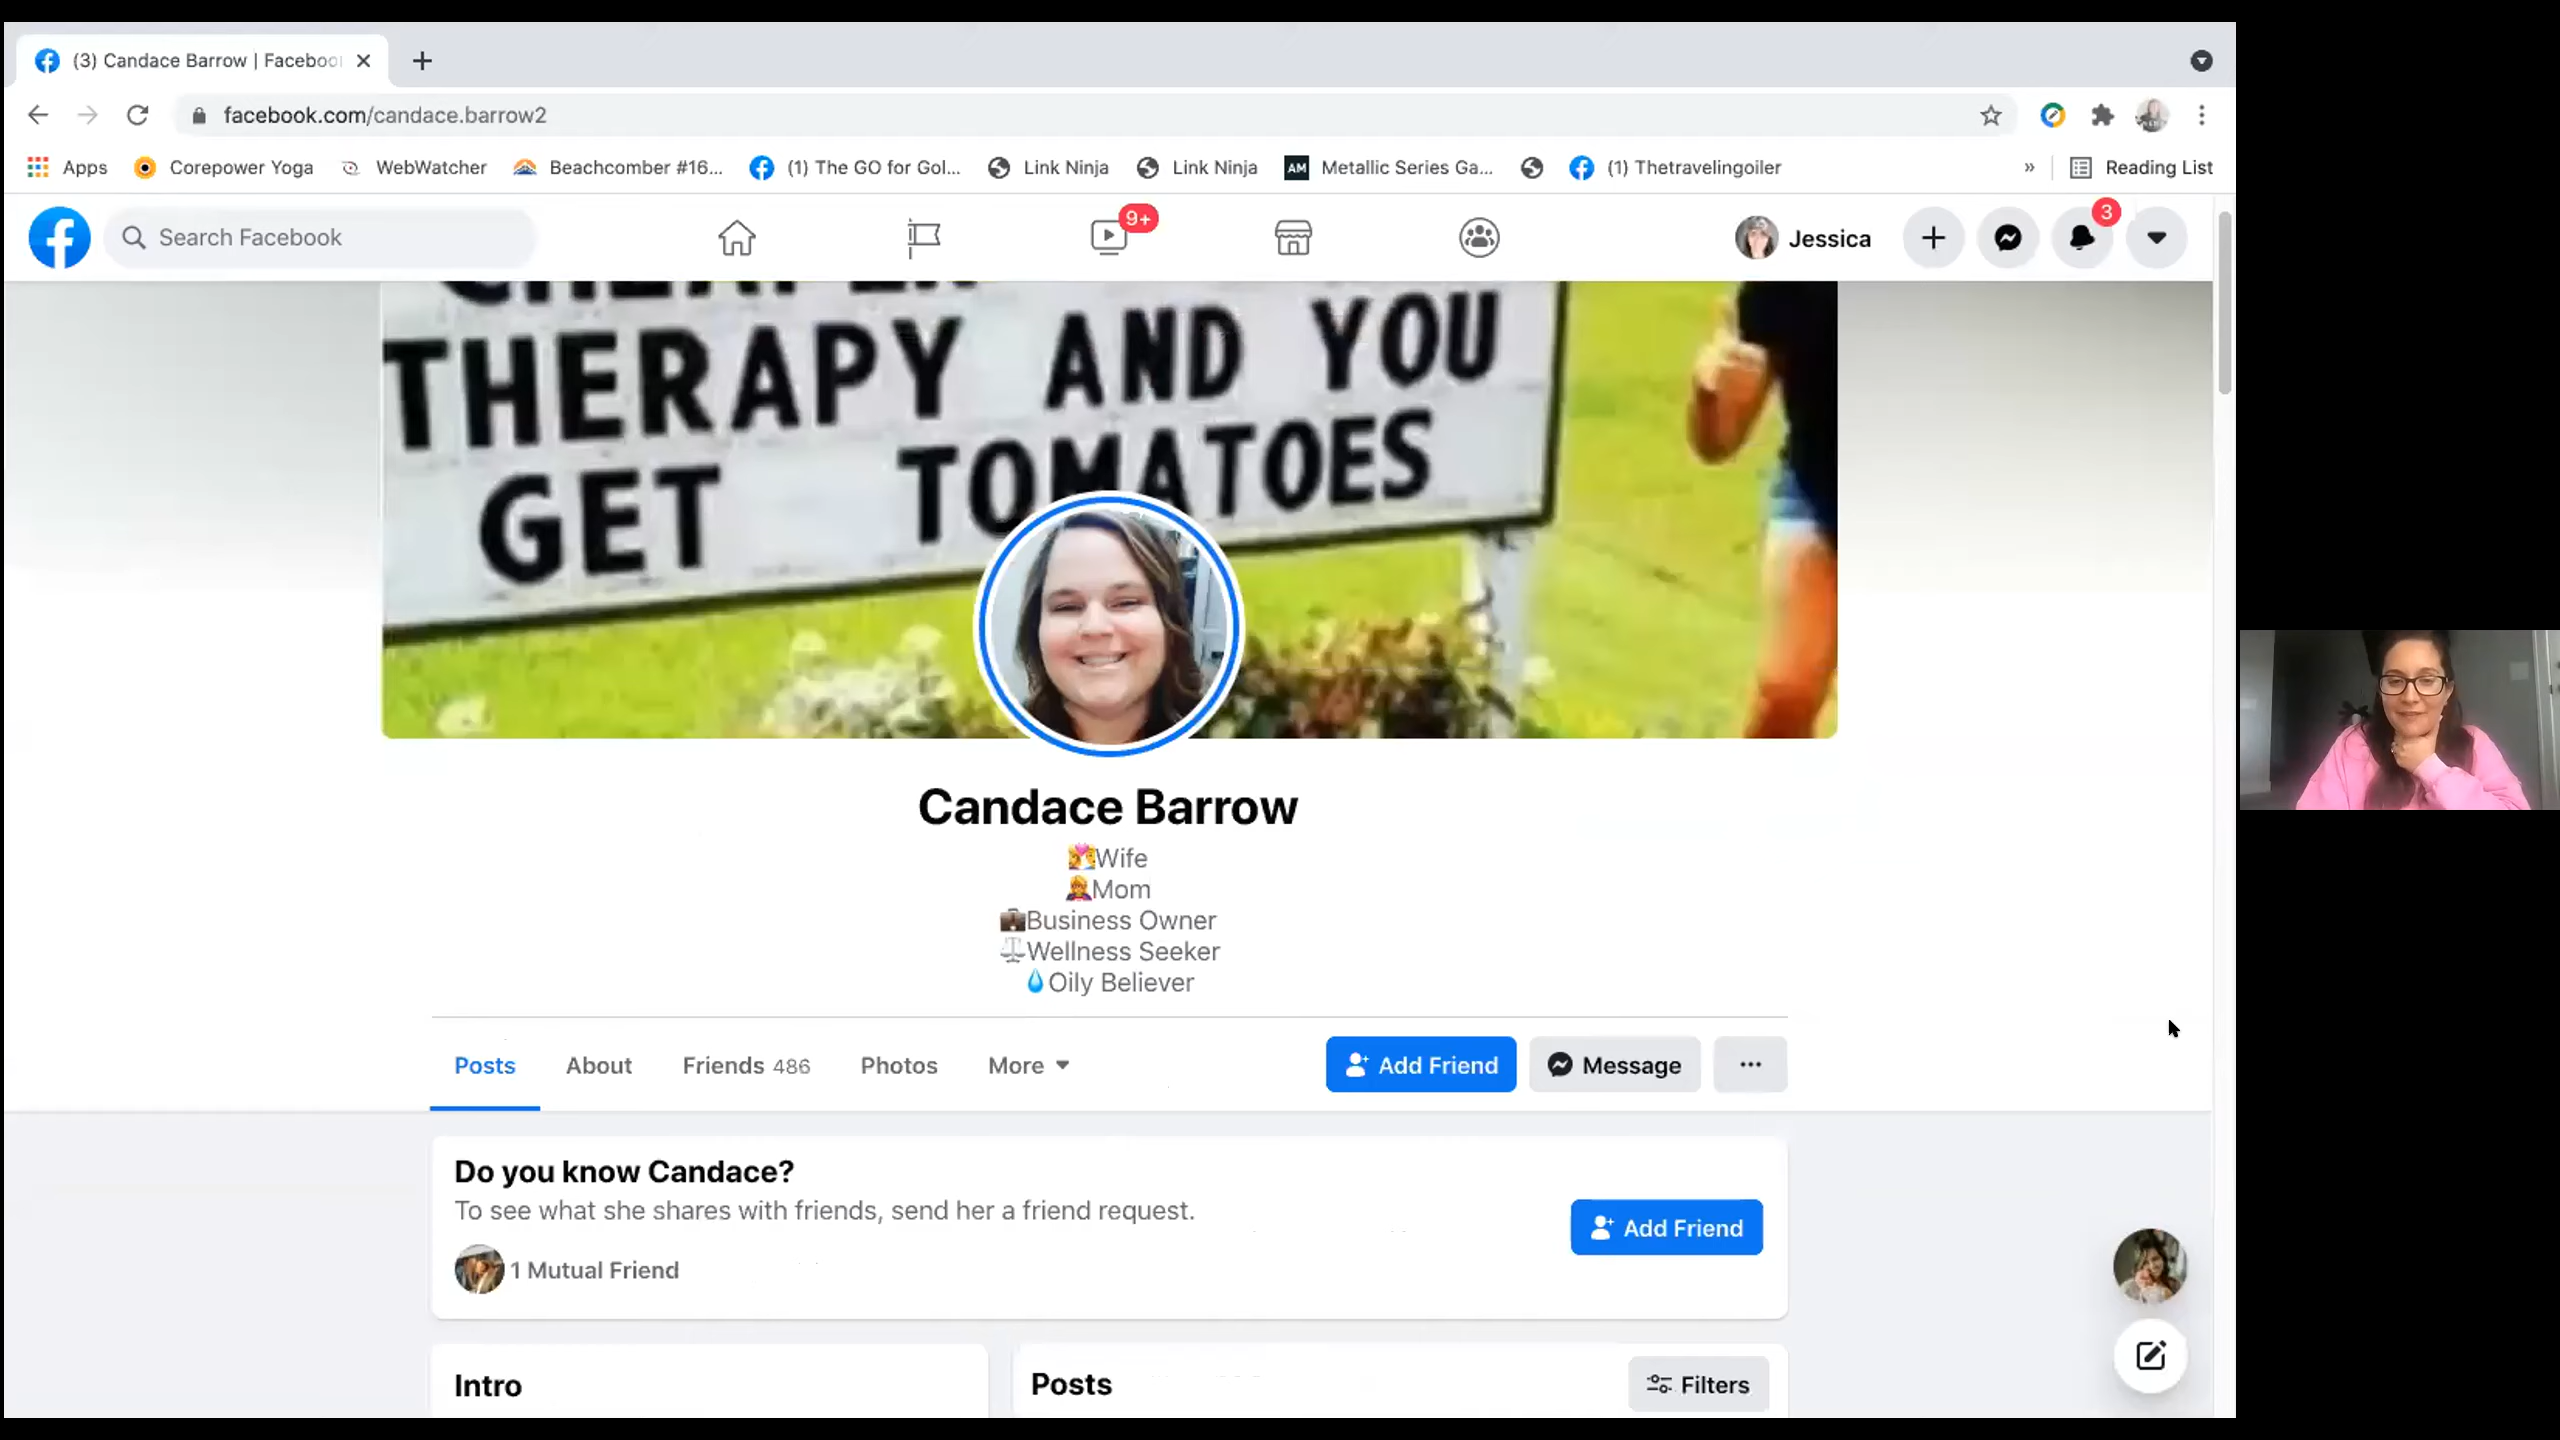 (3) Candace Barrow | Faceboo
facebook.com/candace.barrow2
Apps
Corepower Yoga
WebWatcher
Beachcomber #16...
(1) The GO for Gol...
Link Ninja
Link Ninja
AM
Metallic Series Ga...
(1) Thetravelingoiler
»
Reading List
Search Facebook
9+
Jessica
3
THERAPY AND YOU
GET TOMATOES
Candace Barrow
Wife
Mom
Business Owner
Wellness Seeker
Oily Believer
Posts
About
Friends 486
Photos
More
Add Friend
Message
Do you know Candace?
To see what she shares with friends, send her a friend request.
Add Friend
1 Mutual Friend
Intro
Posts
Filters